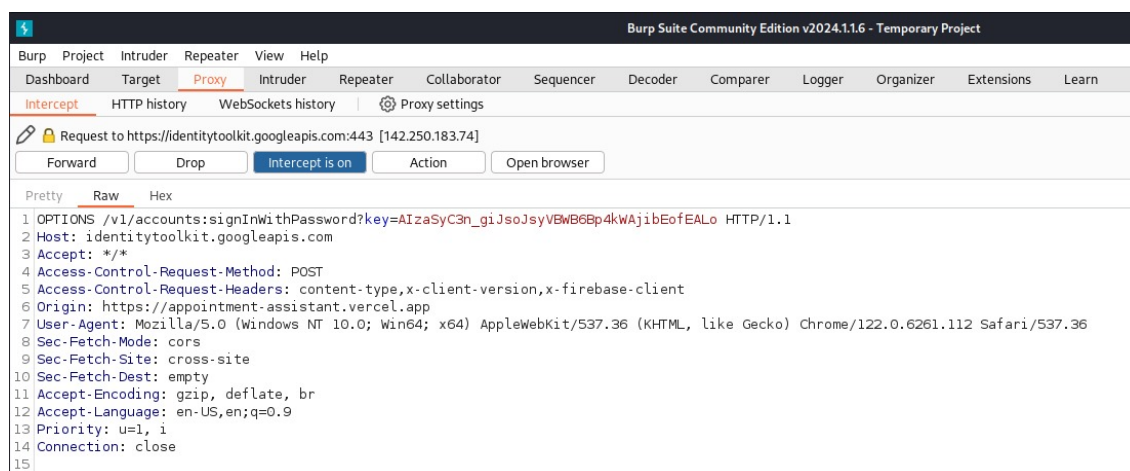 Burp Suite Community Edition v2024.1.1.6 - Temporary Project
Burp Project Intruder Repeater View Help
Dashboard Target Proxy Intruder Repeater Collaborator Sequencer Decoder Comparer Logger Organizer Extensions Learn
Intercept HTTP history WebSockets history Proxy settings
Request to https://identitytoolkit.googleapis.com:443 [142.250.183.74]
Forward Drop Intercept is on Action Open browser
Pretty Raw Hex
1 OPTIONS /v1/accounts:signInWithPassword?key=AIzaSyC3n_giJsoJsyVBWB6Bp4kWAjibEofEALo HTTP/1.1
2 Host: identitytoolkit.googleapis.com
3 Accept: */*
4 Access-Control-Request-Method: POST
5 Access-Control-Request-Headers: content-type,x-client-version,x-firebase-client
6 Origin: https://appointment-assistant.vercel.app
7 User-Agent: Mozilla/5.0 (Windows NT 10.0; Win64; x64) AppleWebKit/537.36 (KHTML, like Gecko) Chrome/122.0.6261.112 Safari/537.36
8 Sec-Fetch-Mode: cors
9 Sec-Fetch-Site: cross-site
10 Sec-Fetch-Dest: empty
11 Accept-Encoding: gzip, deflate, br
12 Accept-Language: en-US,en;q=0.9
13 Priority: u=1, i
14 Connection: close
15